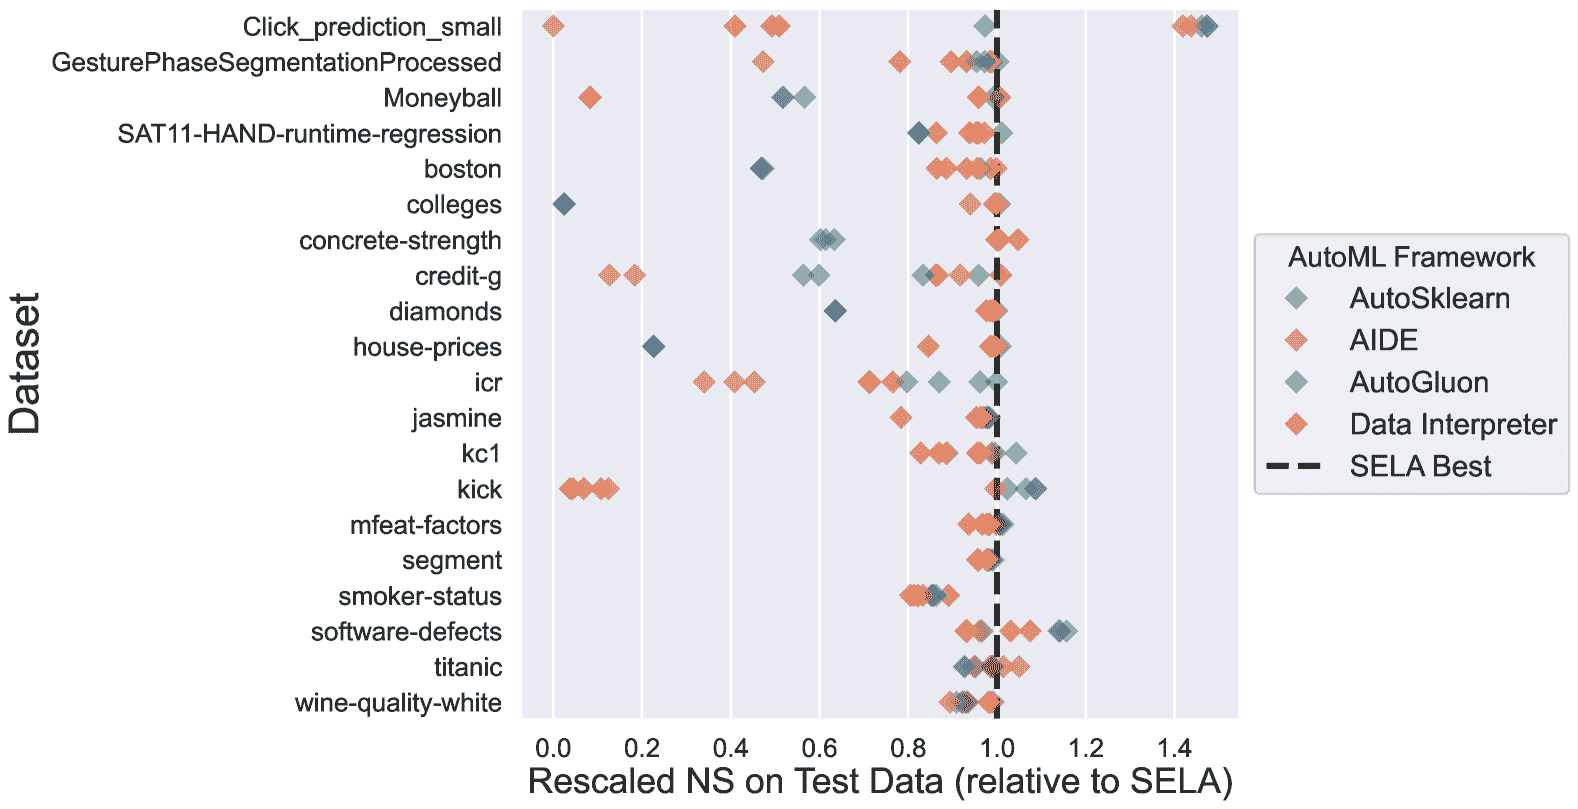 Dataset
Click_prediction_small
GesturePhaseSegmentationProcessed
Moneyball
SAT11-HAND-runtime-regression
boston
colleges
concrete-strength
credit-g
diamonds
house-prices
icr
jasmine
kc1
kick
mfeat-factors
segment
smoker-status
software-defects
titanic
wine-quality-white
0.0 0.2 0.4 0.6 0.8 1.0 1.2 1.4
Rescaled NS on Test Data (relative to SELA)
AutoML Framework
AutoSklearn
AIDE
AutoGluon
Data Interpreter
SELA Best